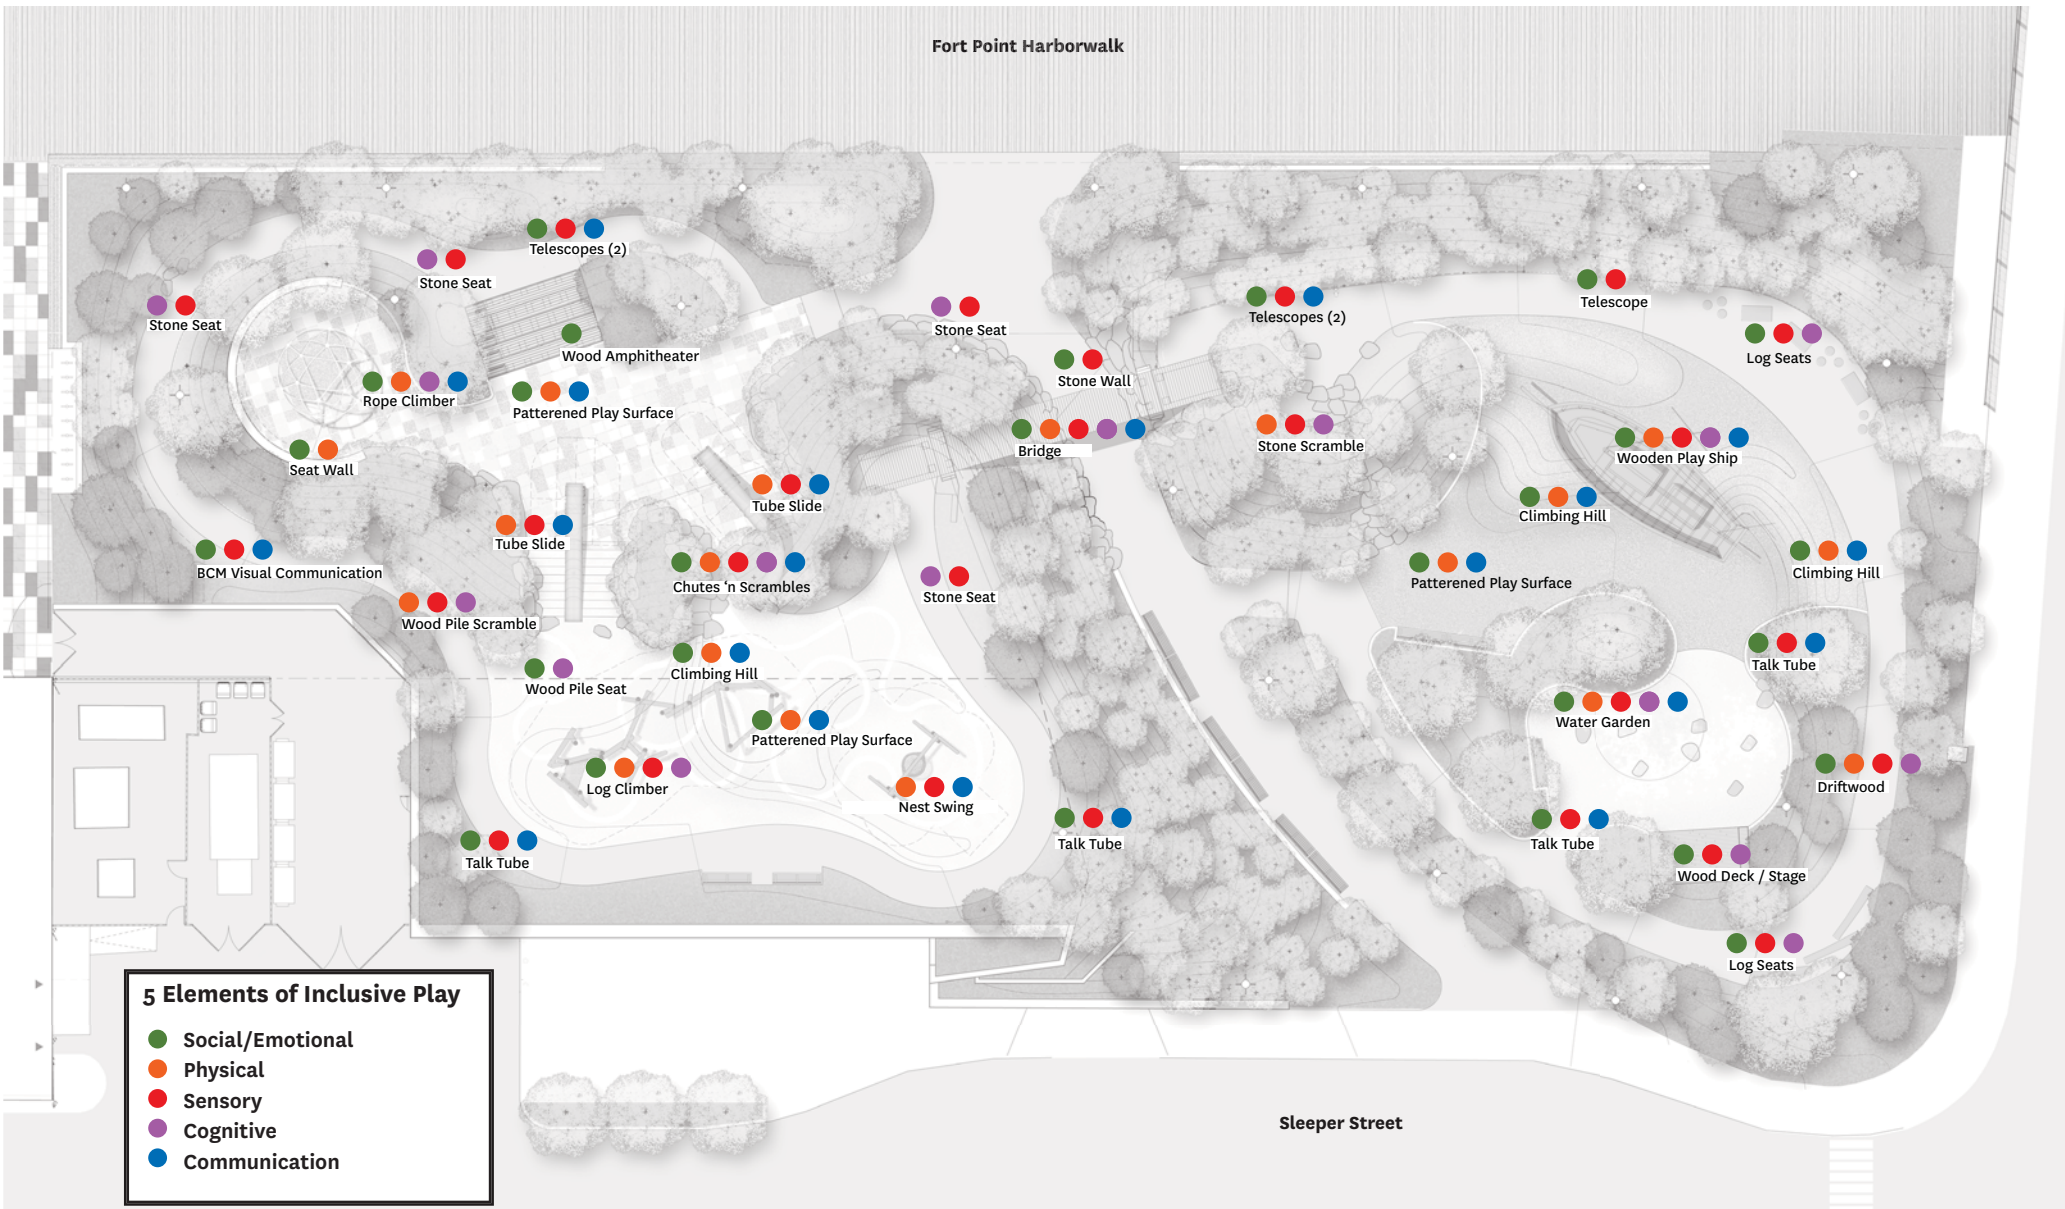 Fort Point Harborwalk
Telescopes (2)
Stone Seat
Stone Seat
Wood Amphitheater
Rope Climber
Patterened Play Surface
Seat Wall
Tube Slide
Tube Slide
BCM Visual Communication
Chutes ‘n Scrambles
Wood Pile Scramble
Climbing Hill
Wood Pile Seat
Patterened Play Surface
Log Climber
Nest Swing
Talk Tube
Stone Seat
Stone Wall
Bridge
Stone Seat
Talk Tube
Telescopes (2)
Telescope
Log Seats
Stone Scramble
Wooden Play Ship
Climbing Hill
Patterened Play Surface
Climbing Hill
Talk Tube
Water Garden
Driftwood
Talk Tube
Wood Deck / Stage
Log Seats
5 Elements of Inclusive Play
Social/Emotional
Physical
Sensory
Cognitive
Communication
Sleeper Street